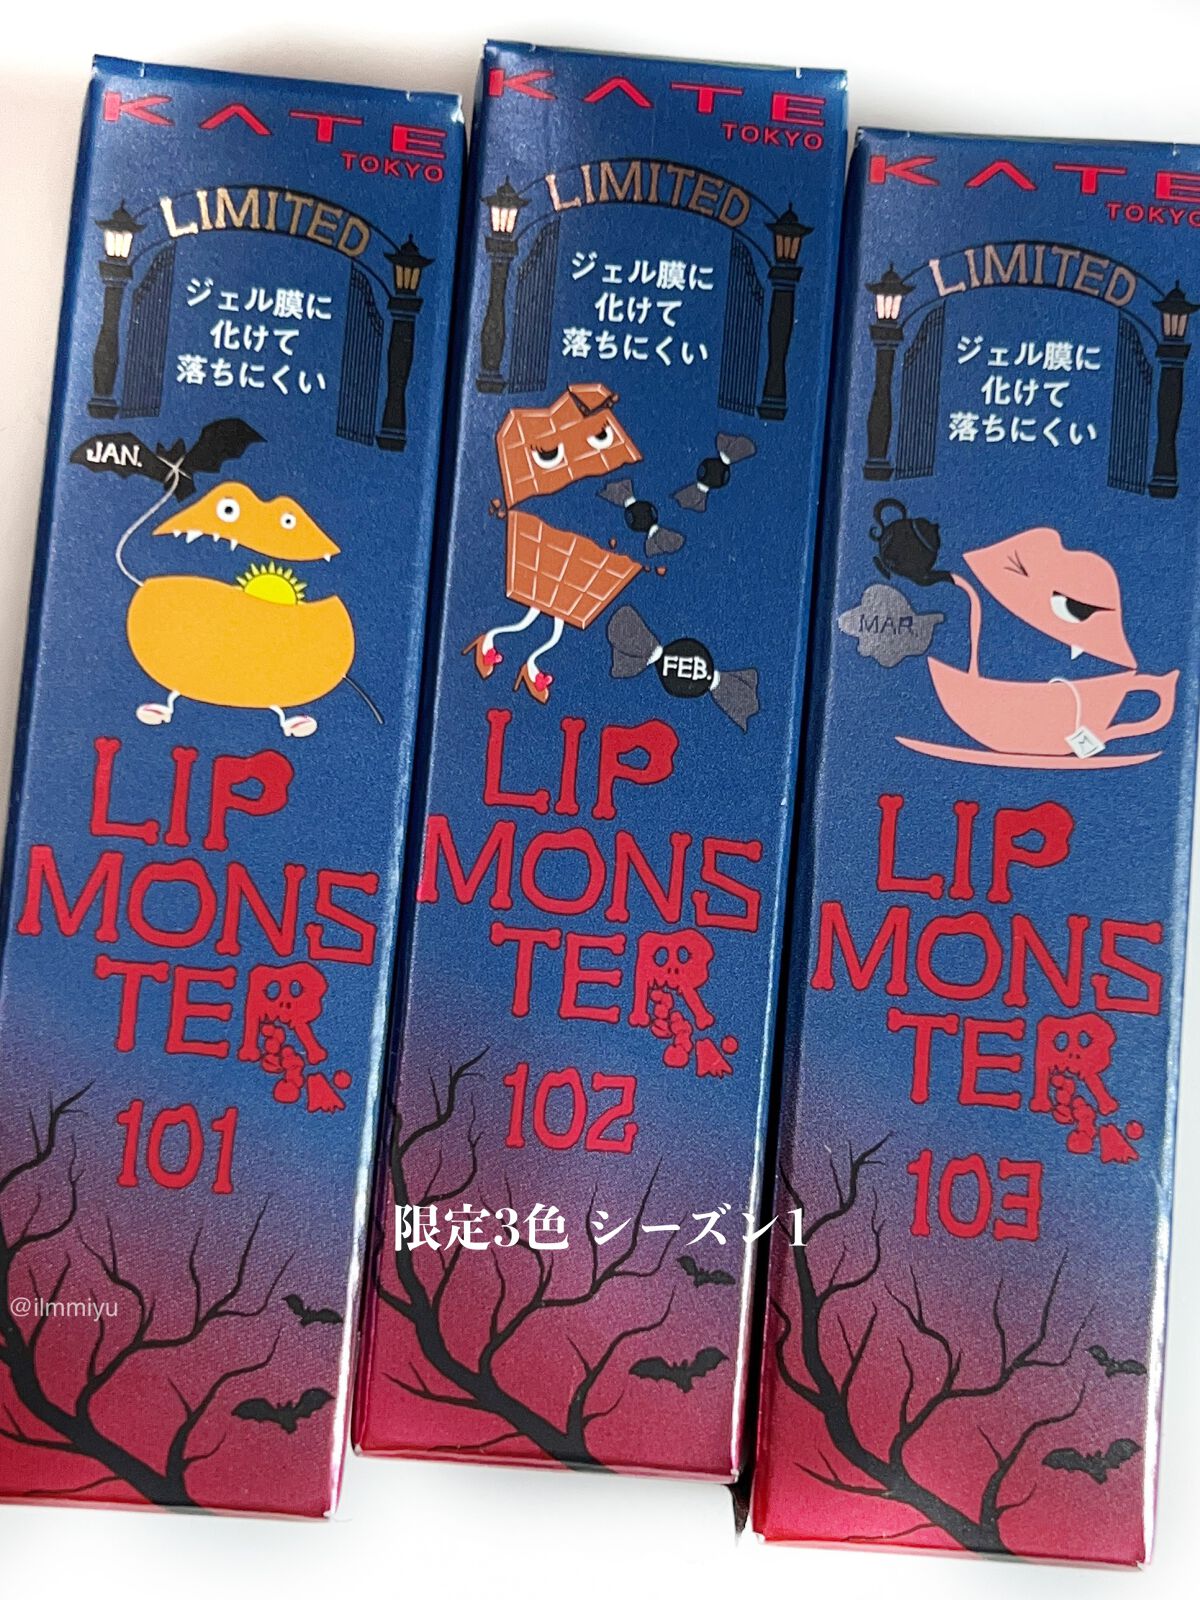 KATE
TOKYO
LIMITED
ジェル膜に
化けて
落ちにくい
JAN.
LIP
MONS
TER
101
KATE
TOKYO
LIMITED
ジェル膜に
化けて
落ちにくい
FEB.
LIP
MONS
TER
102
KATE
TOKYO
LIMITED
ジェル膜に
化けて
落ちにくい
MAR.
M
LIP
MONS
TER
103
限定3色 シーズン1
@ilmmiyu